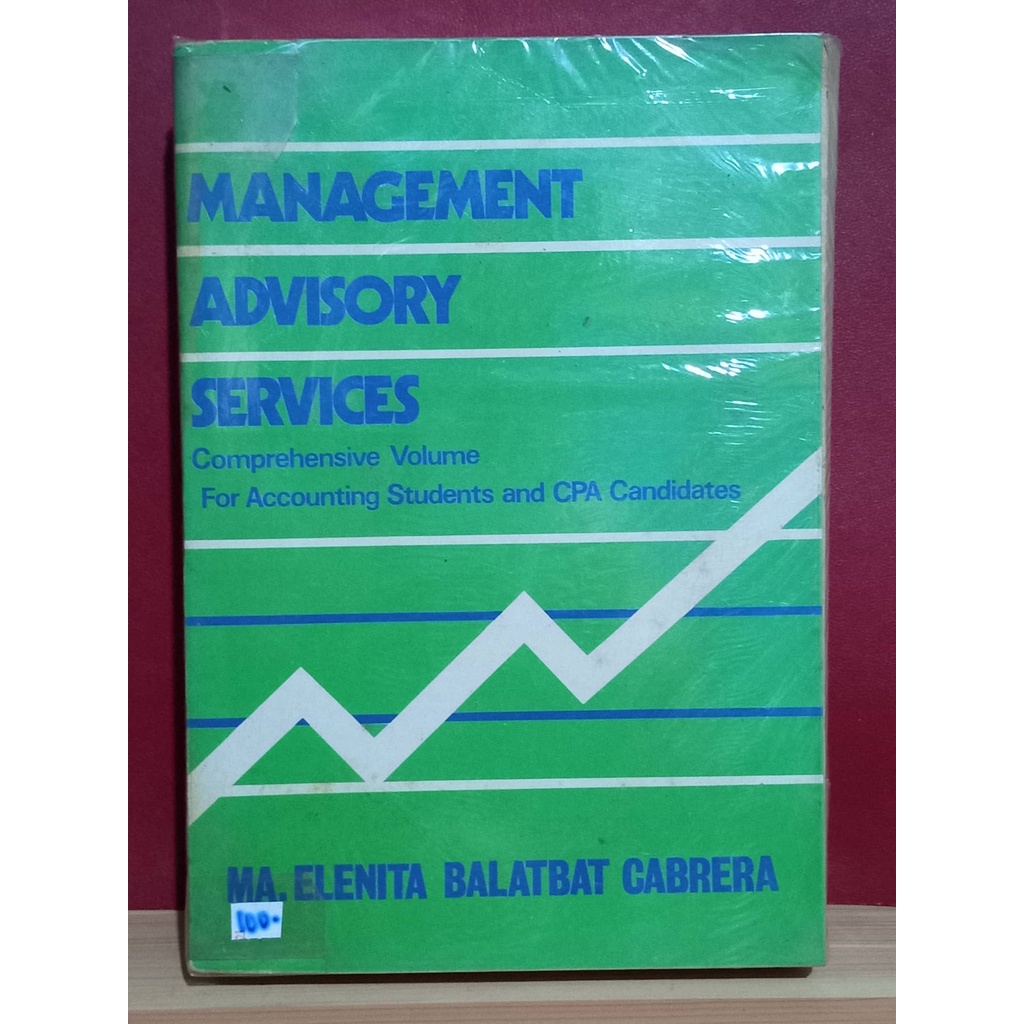 MANAGEMENT
ADVISORY
SERVICES
Comprehensive Volume
For Accounting Students and CPA Candidates
MA. ELENITA BALATBAT CABRERA
100-